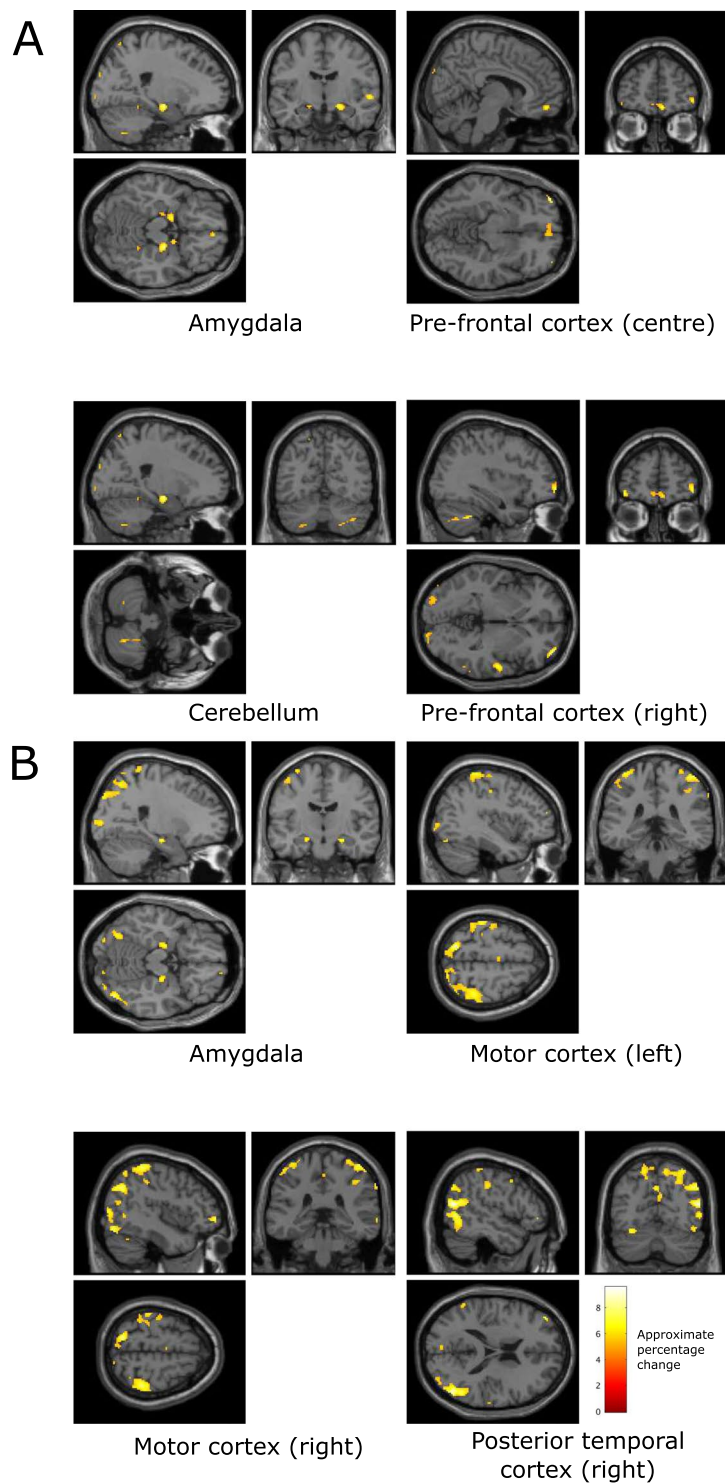 A
Amygdala
Pre-frontal cortex (centre)
Cerebellum
Pre-frontal cortex (right)
B
Amygdala
Motor cortex (left)
Motor cortex (right)
8
6
4
2
0
Approximate
percentage
change
Posterior temporal
cortex (right)